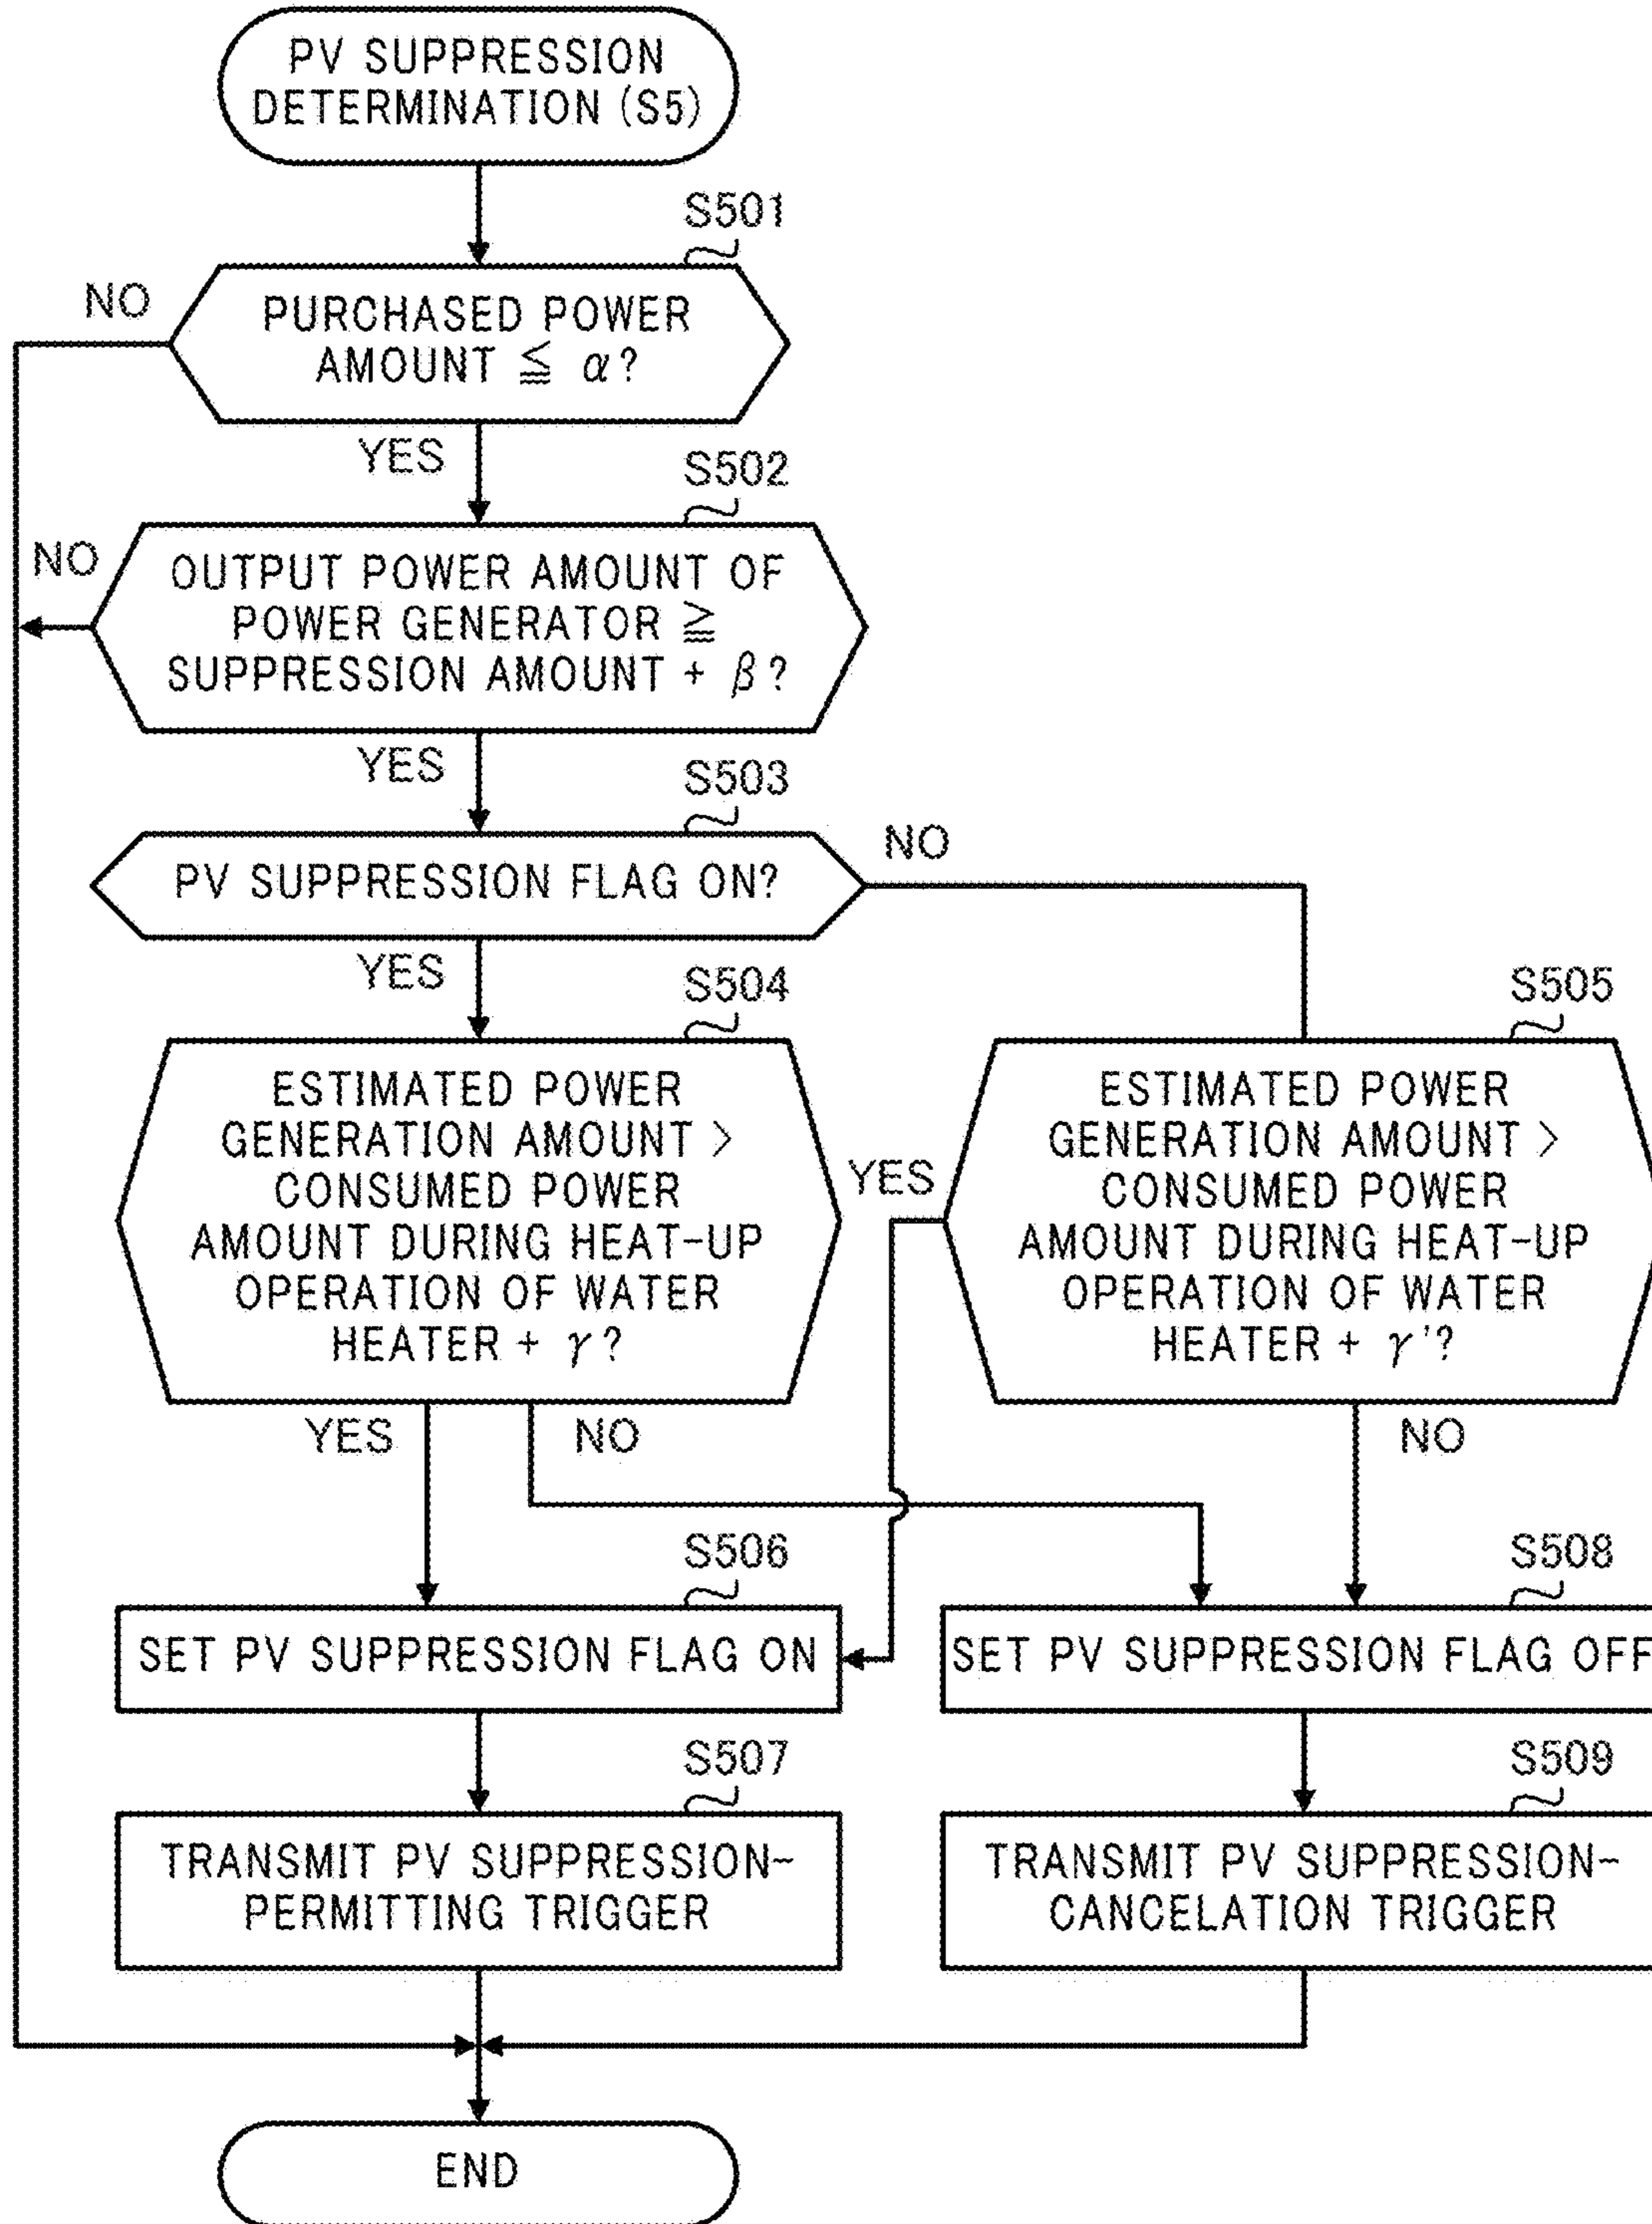 PV SUPPRESSION
DETERMINATION (S5)
S501
NO
PURCHASED POWER
AMOUNT ≦ α?
YES
S502
NO
OUTPUT POWER AMOUNT OF
POWER GENERATOR ≧
SUPPRESSION AMOUNT + β?
YES
S503
NO
PV SUPPRESSION FLAG ON?
YES
S504
S505
ESTIMATED POWER
GENERATION AMOUNT >
CONSUMED POWER
AMOUNT DURING HEAT-UP
OPERATION OF WATER
HEATER + γ?
YES
ESTIMATED POWER
GENERATION AMOUNT >
CONSUMED POWER
AMOUNT DURING HEAT-UP
OPERATION OF WATER
HEATER + γ'?
YES
NO
NO
S506
S508
SET PV SUPPRESSION FLAG ON
SET PV SUPPRESSION FLAG OFF
S507
S509
TRANSMIT PV SUPPRESSION-
PERMITTING TRIGGER
TRANSMIT PV SUPPRESSION-
CANCELATION TRIGGER
END